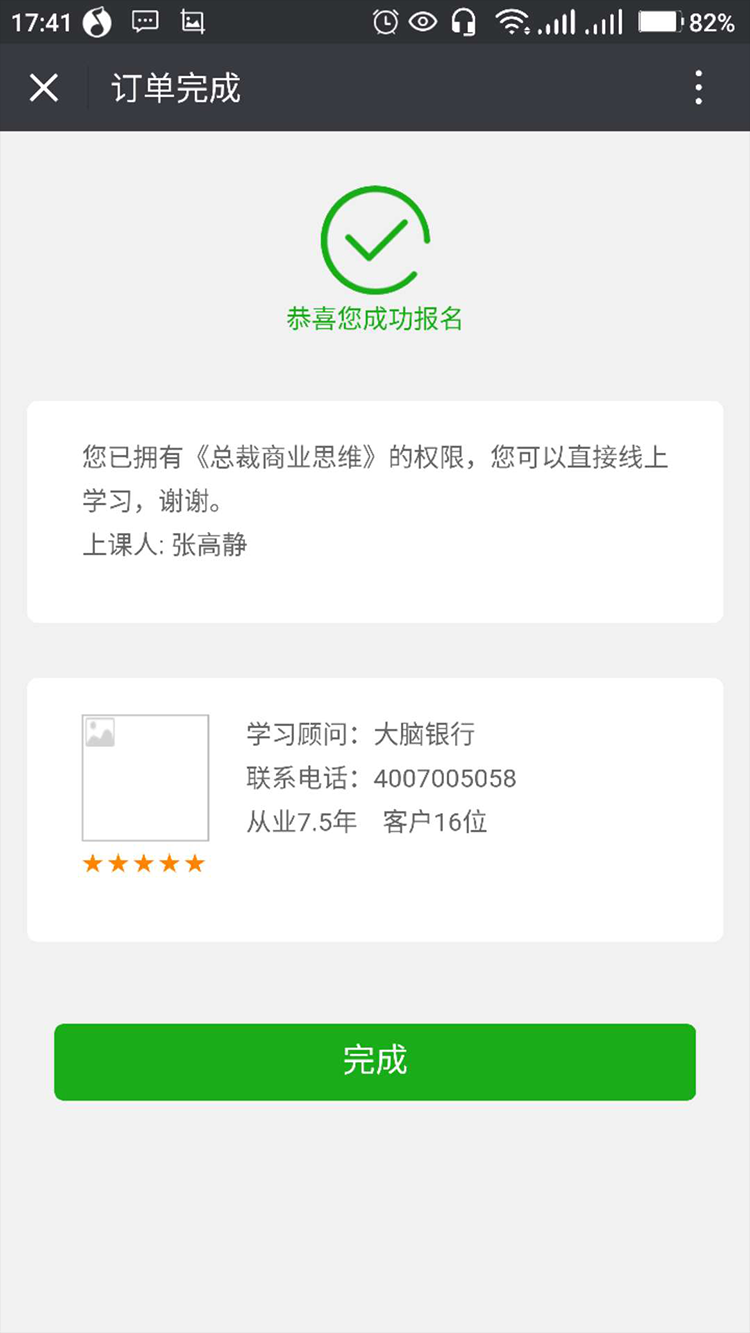 17:41
82%
订单完成
恭喜您成功报名
您已拥有《总裁商业思维》的权限，您可以直接线上
学习，谢谢。
上课人: 张高静
学习顾问：大脑银行
联系电话：4007005058
从业7.5年 客户16位
完成